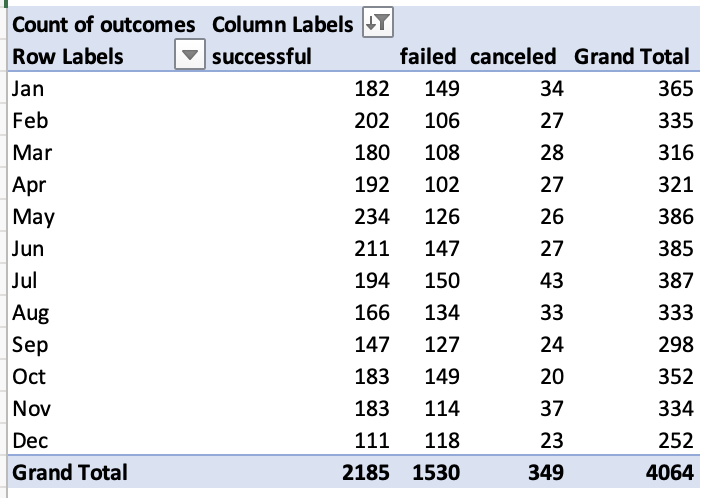 Count of outcomes Column Labels
Row Labels successful failed canceled Grand Total
Jan 182 149 34 365
Feb 202 106 27 335
Mar 180 108 28 316
Apr 192 102 27 321
May 234 126 26 386
Jun 211 147 27 385
Jul 194 150 43 387
Aug 166 134 33 333
Sep 147 127 24 298
Oct 183 149 20 352
Nov 183 114 37 334
Dec 111 118 23 252
Grand Total 2185 1530 349 4064